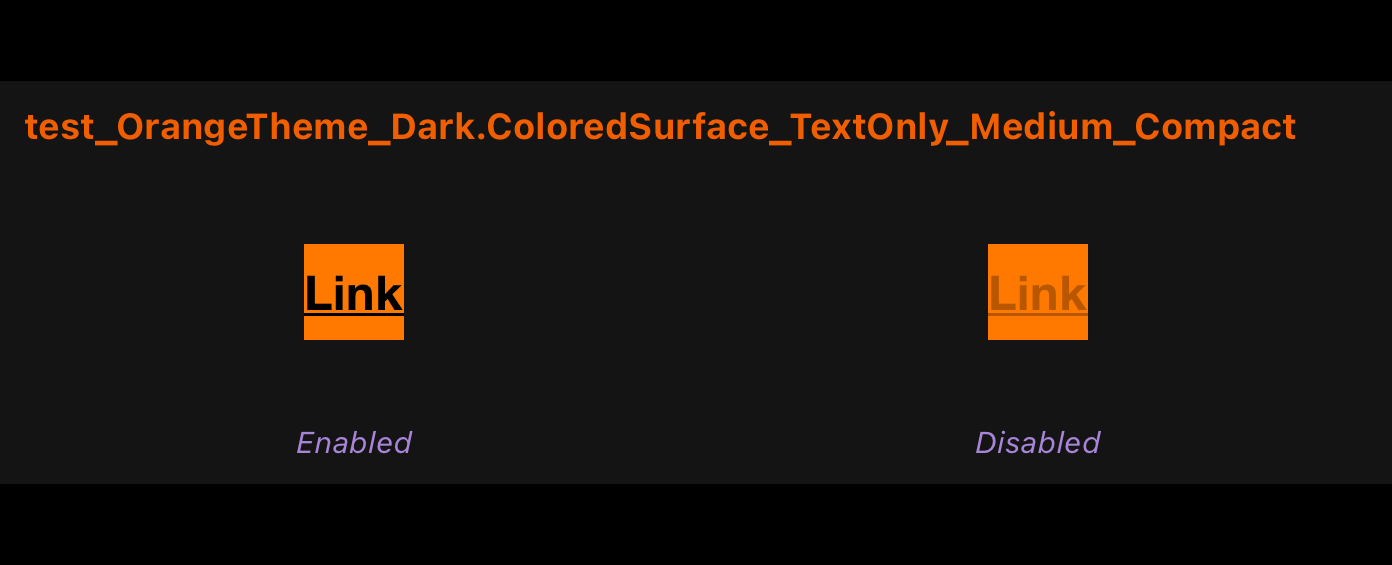 test_OrangeTheme_Dark.ColoredSurface_TextOnly_Medium_Compact
Link Link
Enabled Disabled